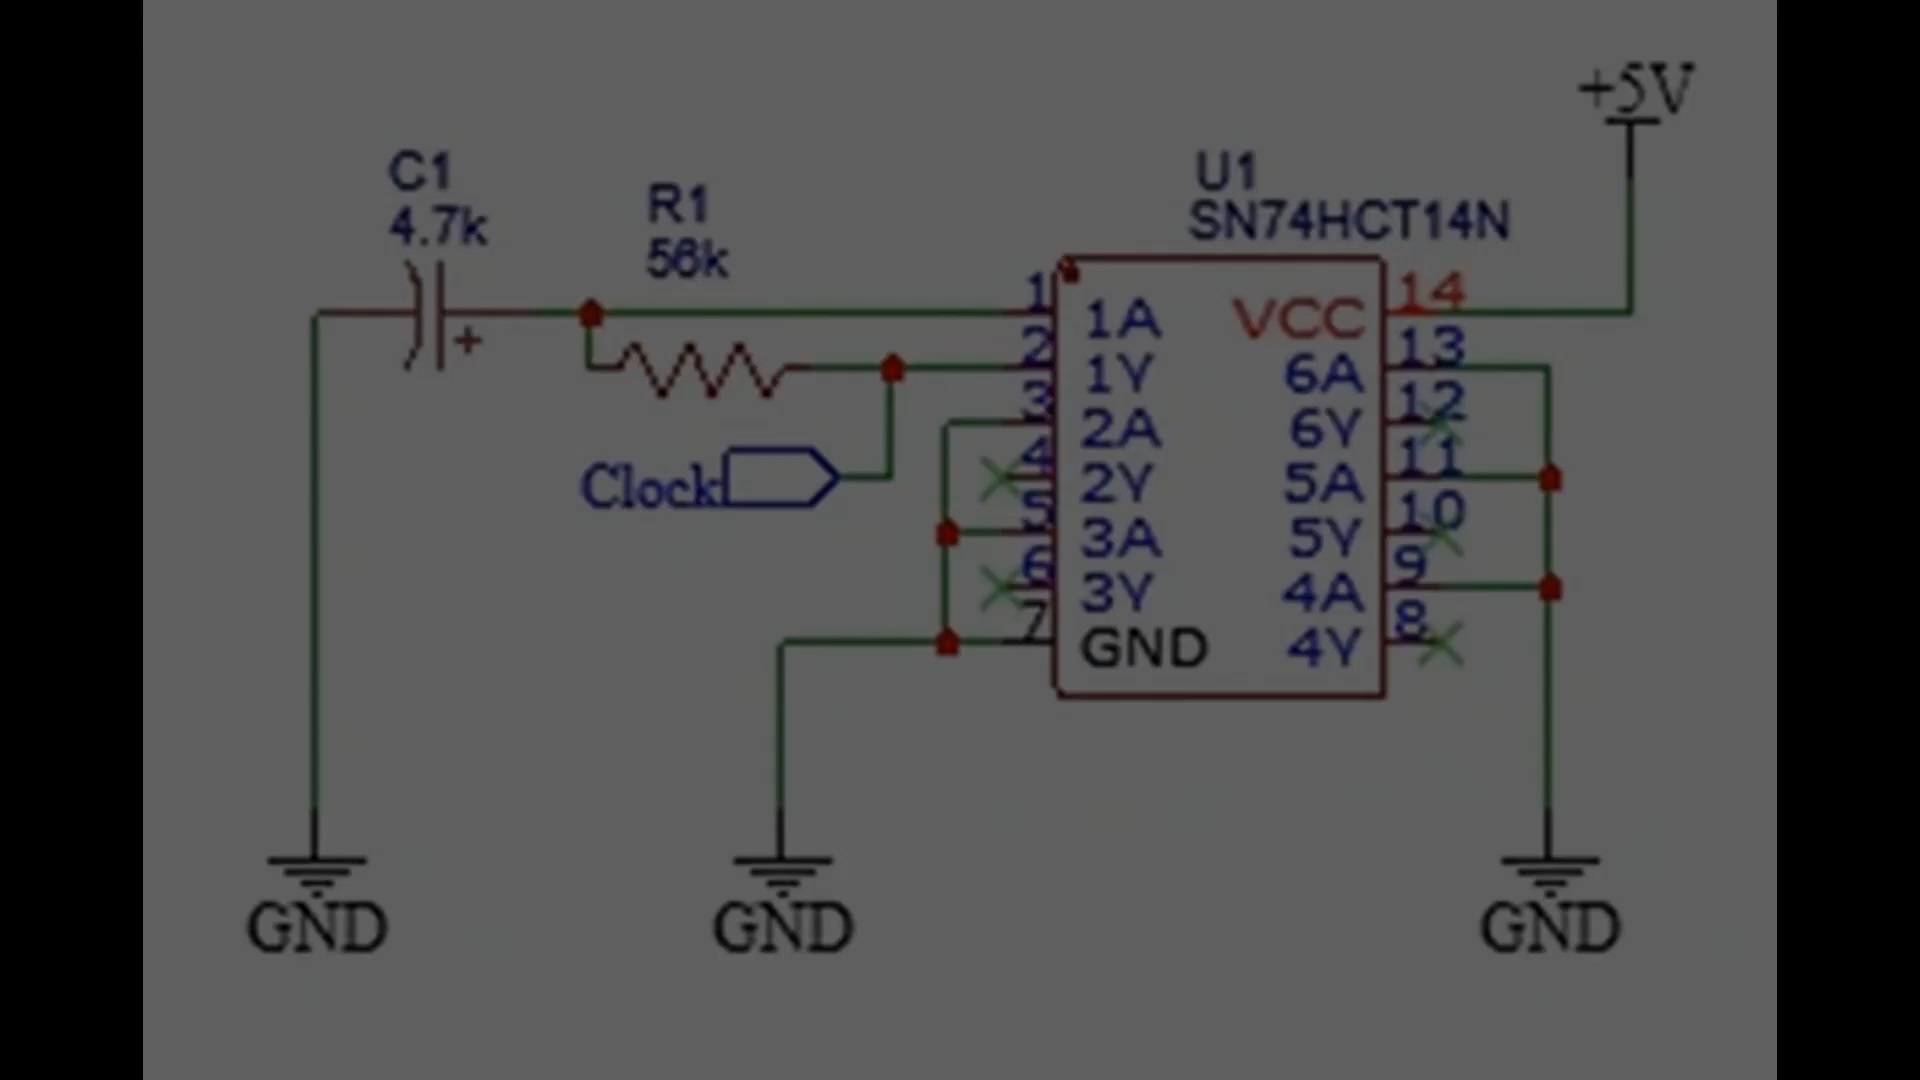 +5V
C1
4.7k
R1
56k
U1
SN74HCT14N
1
2
3
4
5
6
7
1A
1Y
2A
2Y
3A
3Y
GND
VCC
6A
6Y
5A
5Y
4A
4Y
14
13
12
11
10
9
8
+
Clock
GND
GND
GND